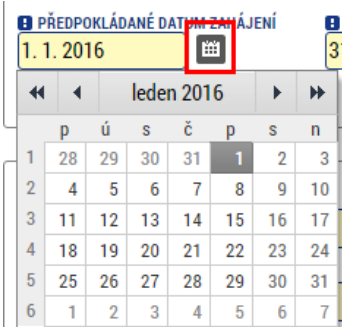 PŘEDPOKLÁDANÉ DATUM ZAHÁJENÍ
1. 1. 2016 31
leden 2016
p ú s č p s n
1 28 29 30 31 1 2 3
2 4 5 6 7 8 9 10
3 11 12 13 14 15 16 17
4 18 19 20 21 22 23 24
5 25 26 27 28 29 30 31
6 1 2 3 4 5 6 7